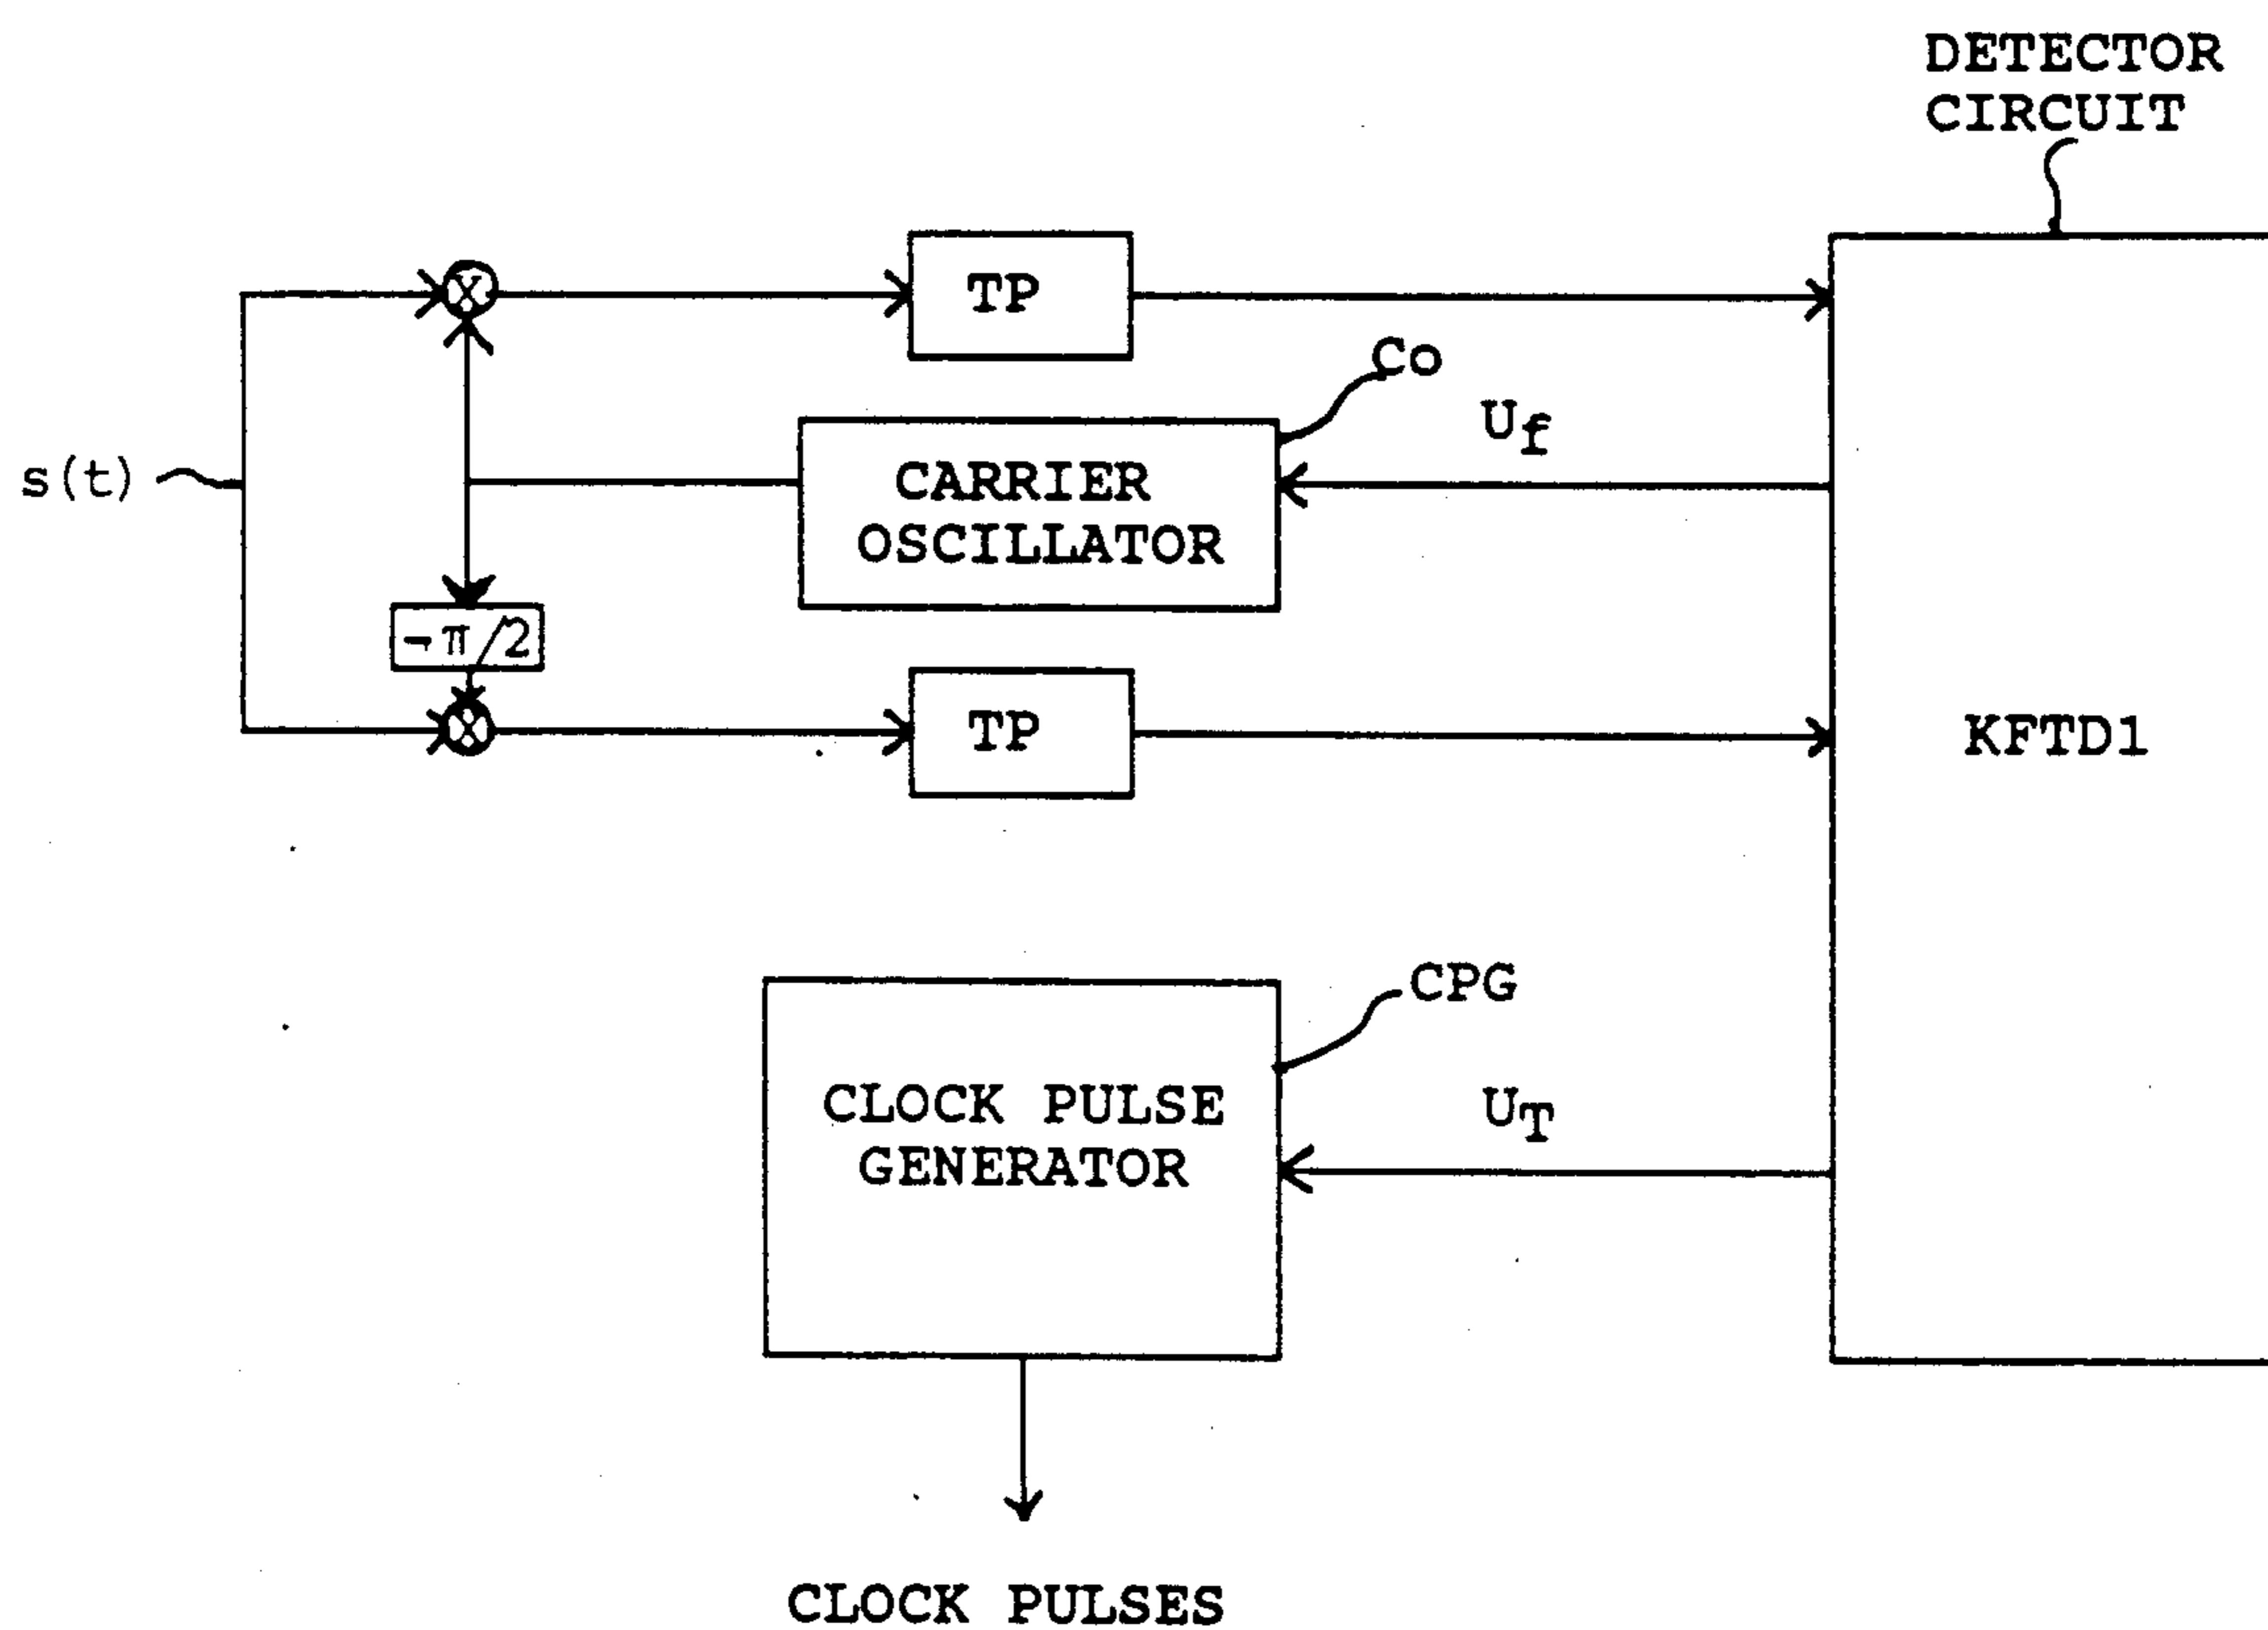 DETECTOR
CIRCUIT
TP
Co
Uf
s(t)
CARRIER
OSCILLATOR
-π/2
TP
KFTD1
CPG
CLOCK PULSE
GENERATOR
UT
CLOCK PULSES